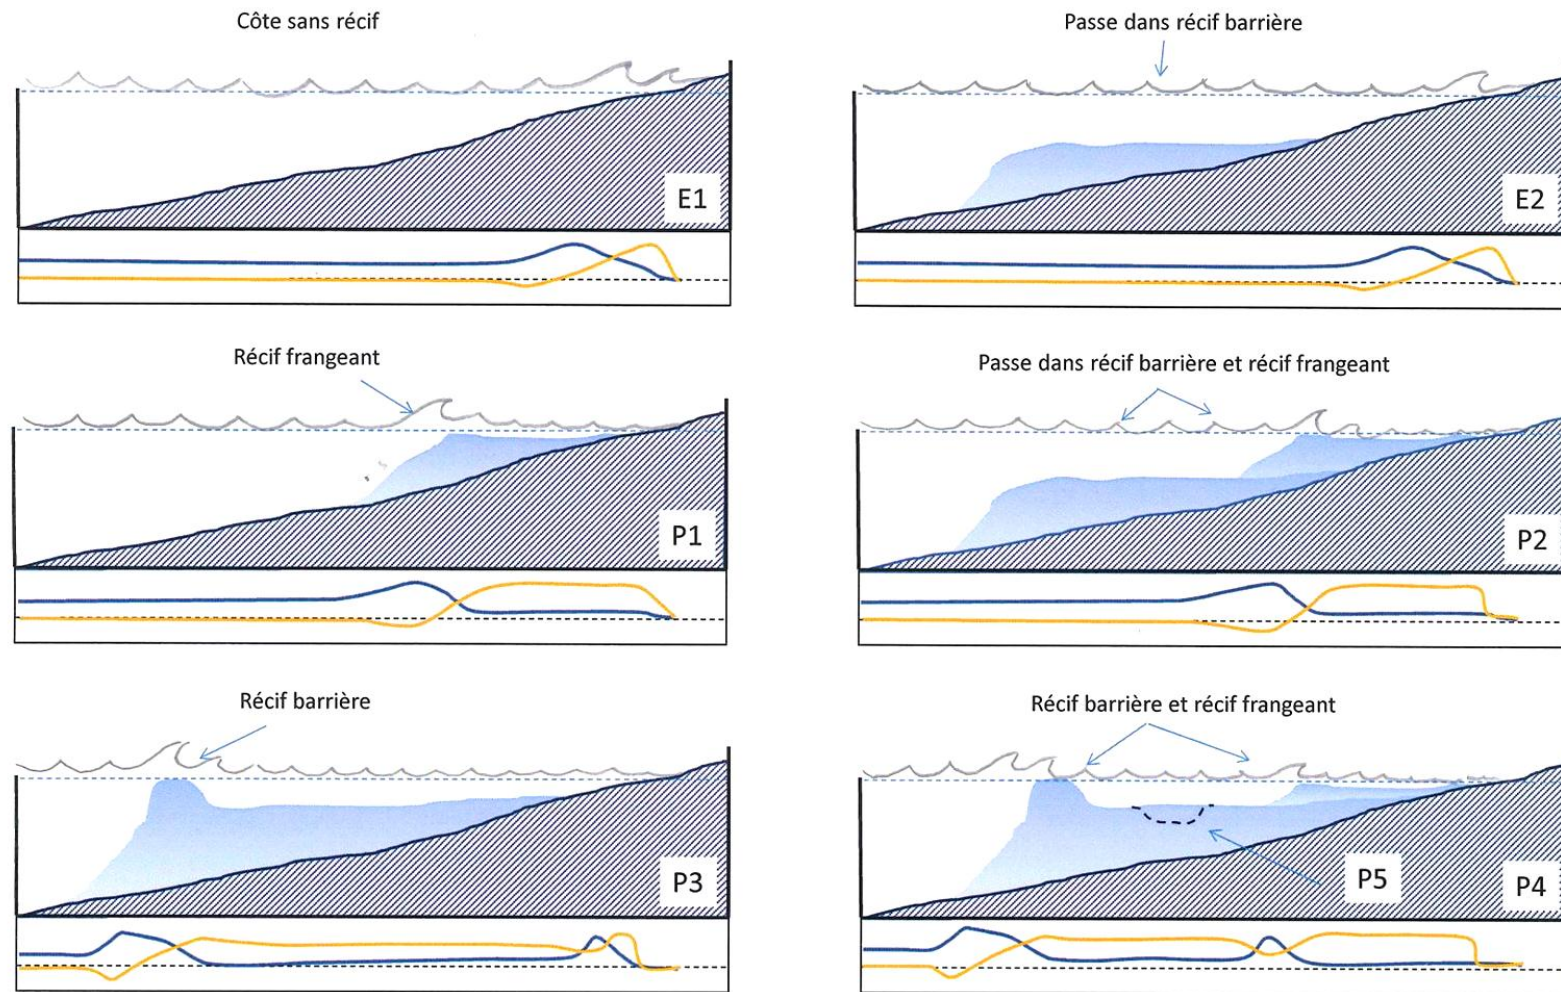 Côte sans récif
Passe dans récif barrière
E1
E2
Récif frangeant
Passe dans récif barrière et récif frangeant
P1
P2
Récif barrière
Récif barrière et récif frangeant
P3
P5
P4